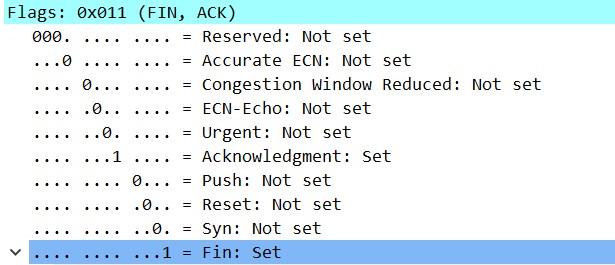 Flags: 0x011 (FIN, ACK)
000. .... .... = Reserved: Not set
...0 .... .... = Accurate ECN: Not set
.... 0... .... = Congestion Window Reduced: Not set
.... .0.. .... = ECN-Echo: Not set
.... ..0. .... = Urgent: Not set
.... ...1 .... = Acknowledgment: Set
.... .... 0... = Push: Not set
.... .... .0.. = Reset: Not set
.... .... ..0. = Syn: Not set
.... .... ...1 = Fin: Set